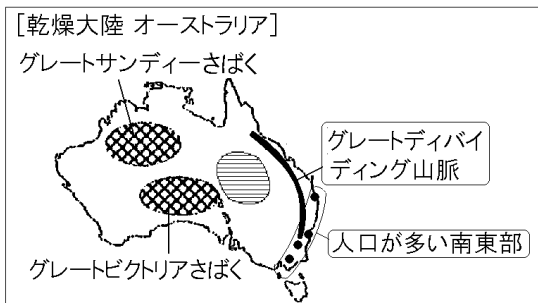 [乾燥大陸 オーストラリア]
グレートサンディーさばく
グレートディバイ
ディング山脈
人口が多い南東部
グレートビクトリアさばく